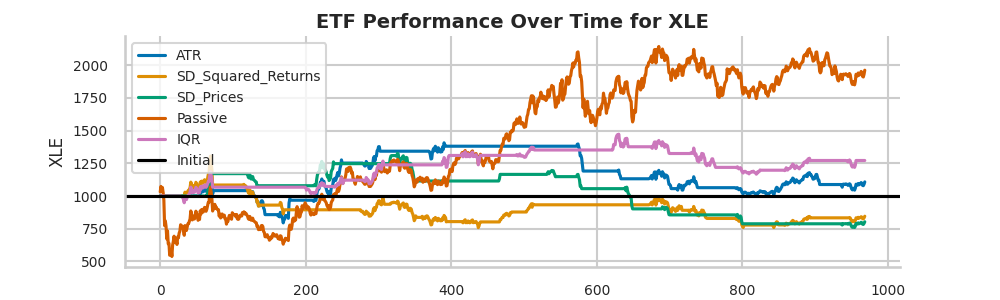 ETF Performance Over Time for XLE
XLE
2000
1750
1500
1250
1000
750
500
ATR
SD_Squared_Returns
SD_Prices
Passive
IQR
Initial
0 200 400 600 800 1000